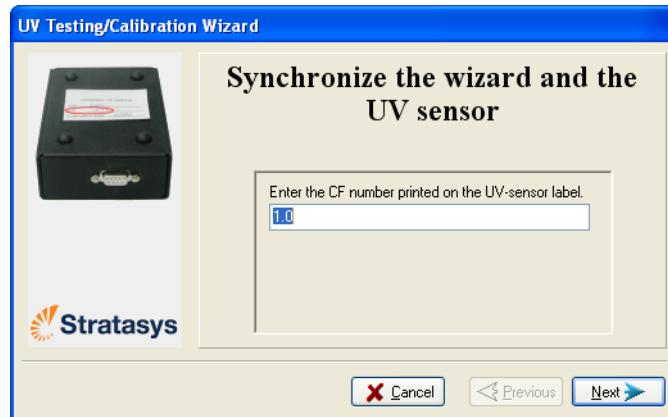 UV Testing/Calibration Wizard
Synchronize the wizard and the
UV sensor
Enter the CF number printed on the UV-sensor label.
1.0
Stratasys
Cancel
Previous
Next